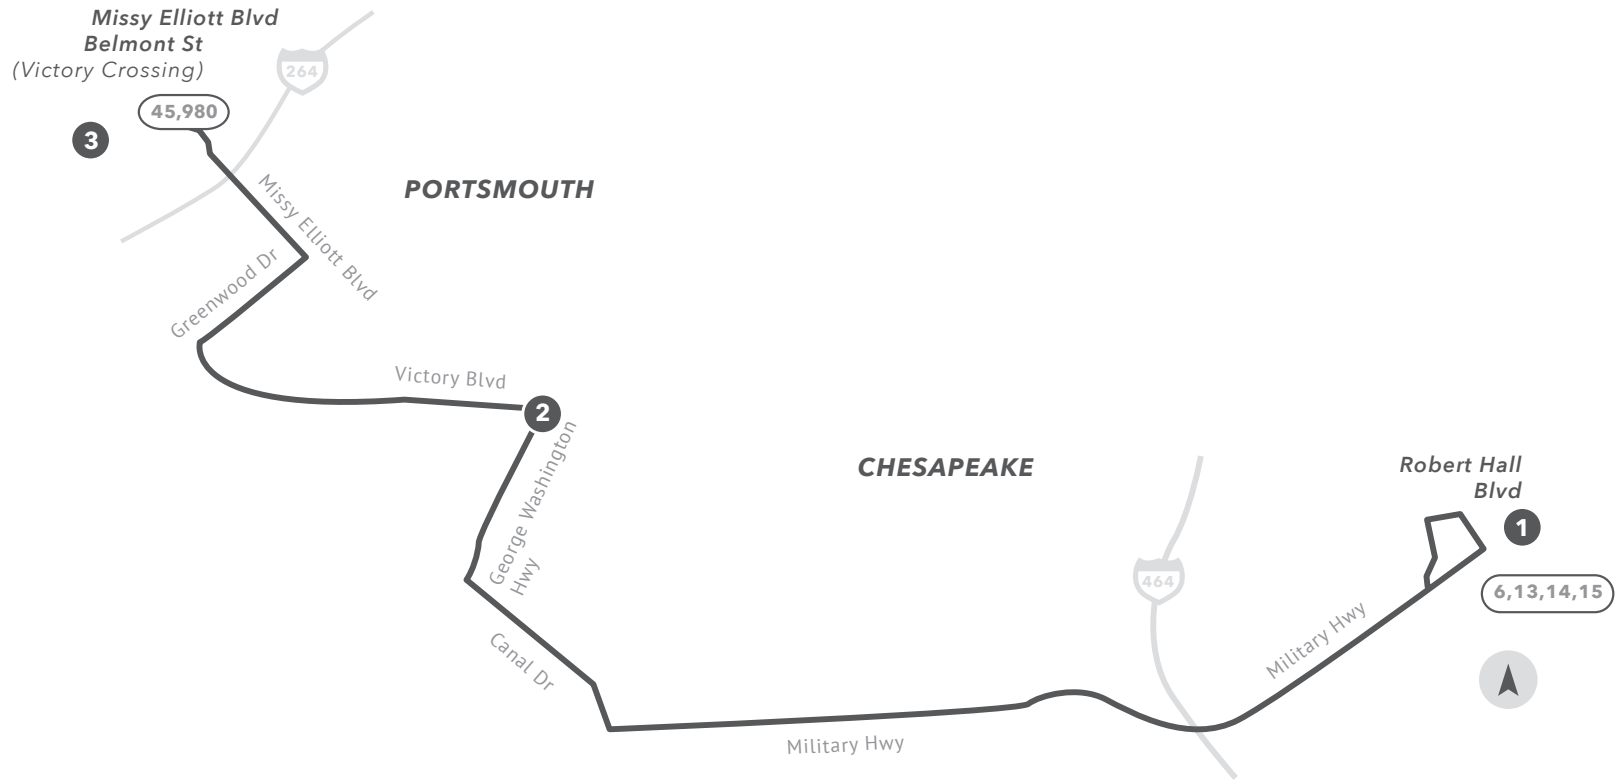 Missy Elliott Blvd
Belmont St
(Victory Crossing)
264
45,980
3
PORTSMOUTH
Missy Elliott Blvd
Greenwood Dr
Victory Blvd
2
George Washington
Hwy
CHESAPEAKE
Robert Hall
Blvd
1
464
6,13,14,15
Military Hwy
Canal Dr
Military Hwy